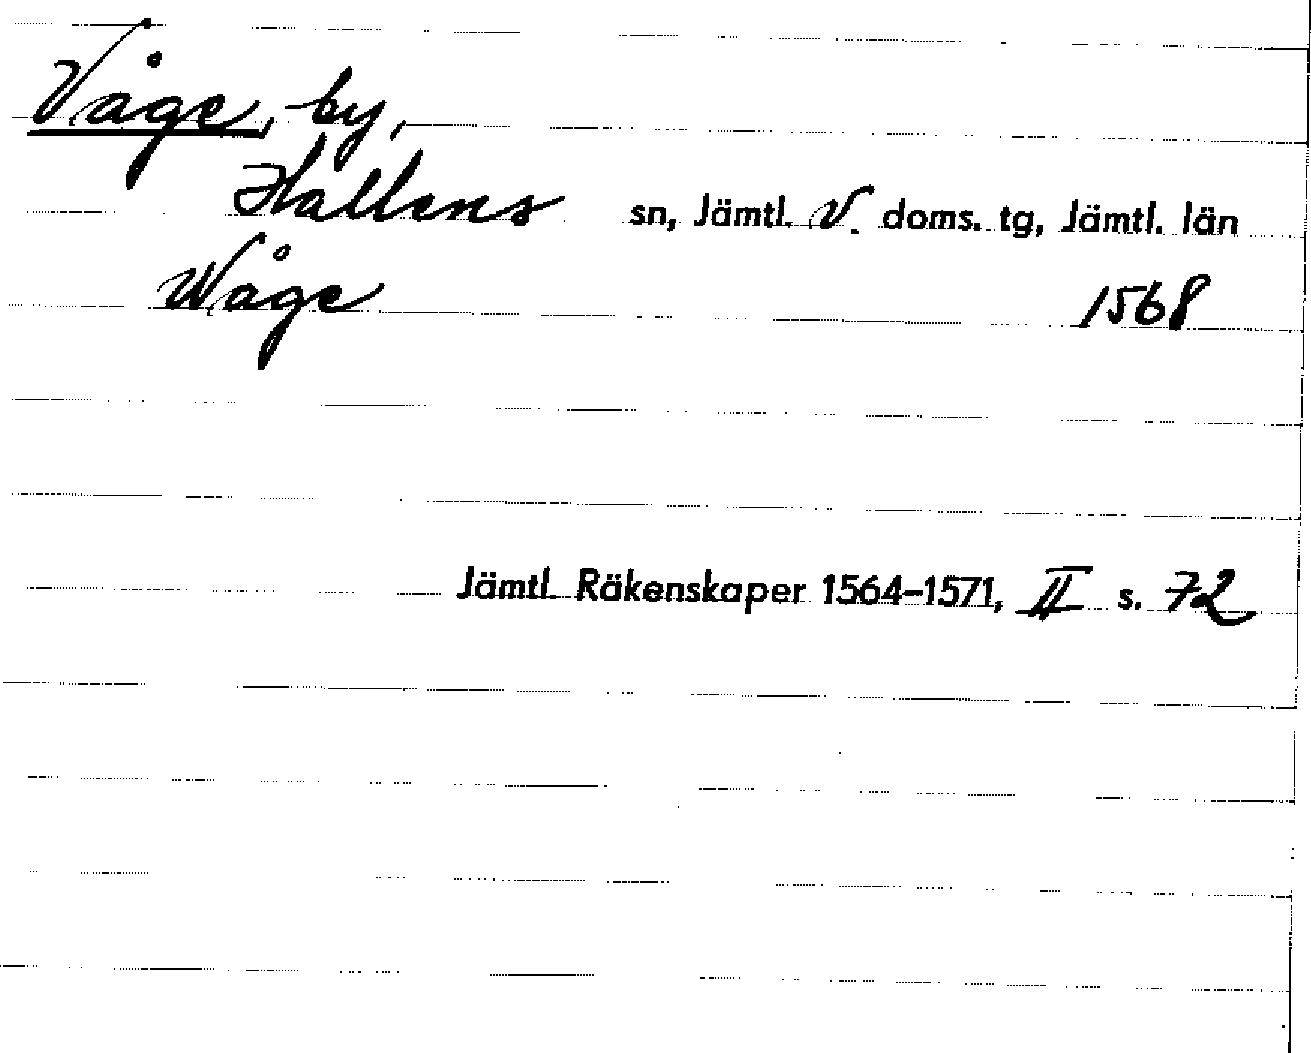 Våge, by,
Hallens sn, Jämtl. V. doms. tg, Jämtl. län
Wåge 1568
Jämtl. Räkenskaper 1564–1571, II s. 72